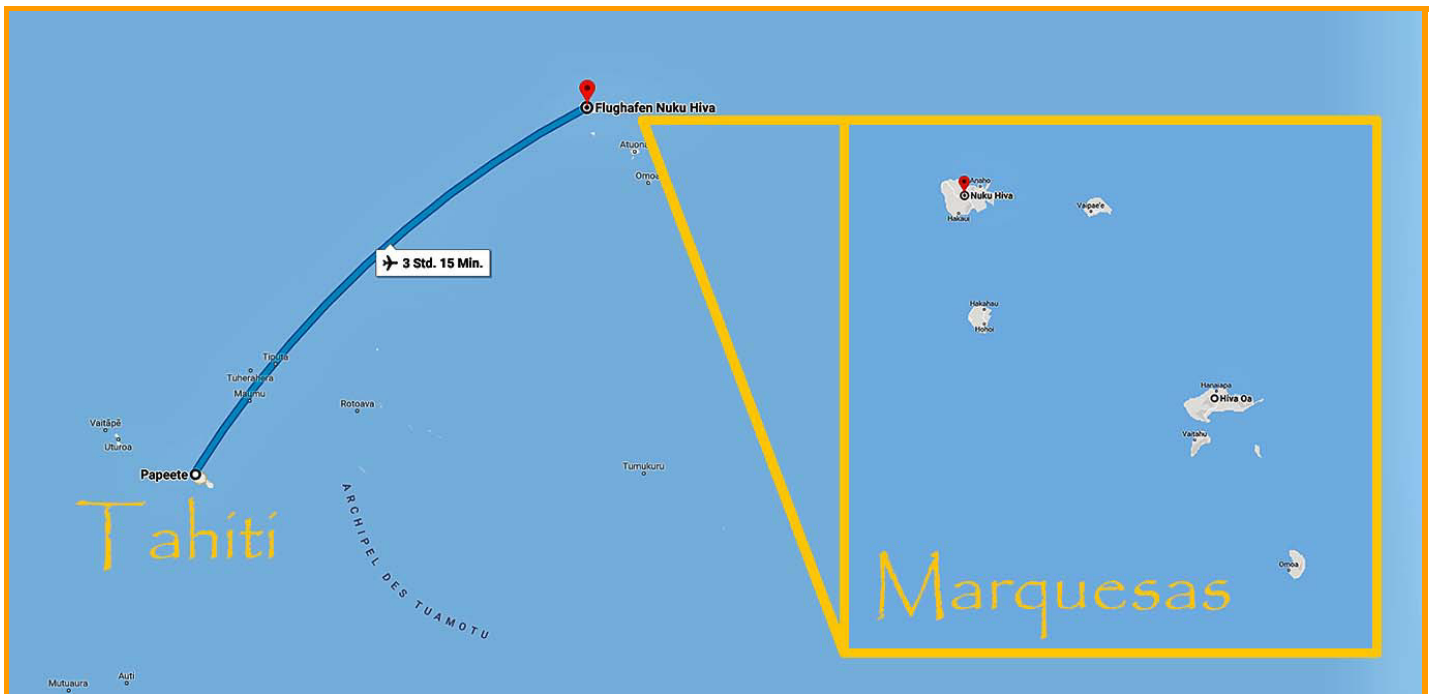 Flughafen Nuku Hiva
Atuona
Omoa
3 Std. 15 Min.
Tiputa
Tuherahera
Maiimu
Rotoava
Vaitāpē
Uturoa
Papeete
Tumukuru
Tahiti
ARCHIPEL DES TUAMOTU
Mutuaura
Auti
Anaho
Nuku Hiva
Hakaui
Vaipae'e
Hakahau
Hohoi
Hanaiapa
Hiva Oa
Vaitahu
Omoa
Marquesas